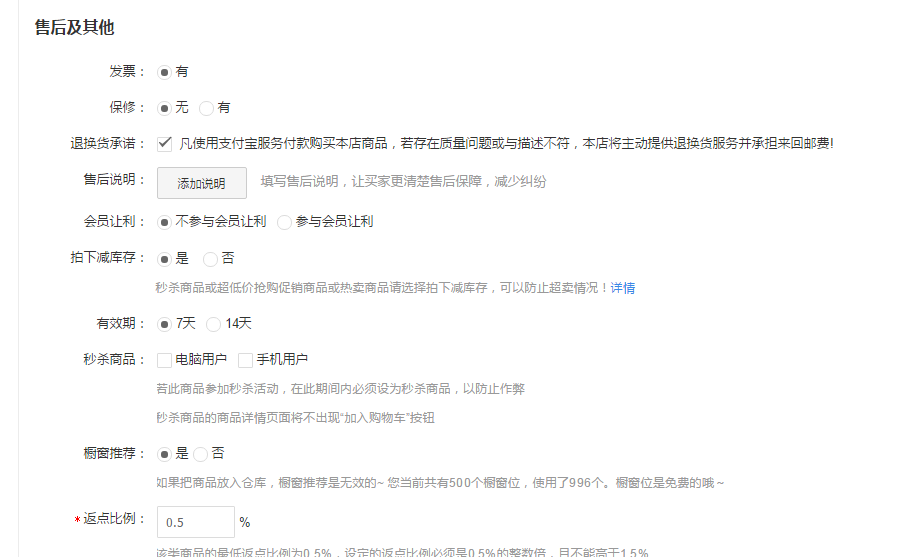 售后及其他
发票： 有
保修： 无 有
退换货承诺： 凡使用支付宝服务付款购买本店商品，若存在质量问题或与描述不符，本店将主动提供退换货服务并承担来回邮费!
售后说明： 添加说明 填写售后说明，让买家更清楚售后保障，减少纠纷
会员让利： 不参与会员让利 参与会员让利
拍下减库存： 是 否
秒杀商品或超低价抢购促销商品或热卖商品请选择拍下减库存，可以防止超卖情况！详情
有效期： 7天 14天
秒杀商品： 电脑用户 手机用户
若此商品参加秒杀活动，在此期间内必须设为秒杀商品，以防止作弊
秒杀商品的商品详情页面将不出现“加入购物车”按钮
橱窗推荐： 是 否
如果把商品放入仓库，橱窗推荐是无效的~ 您当前共有500个橱窗位，使用了996个。橱窗位是免费的哦～
*返点比例： 0.5 %
该类商品的最低返点比例为0.5%，设定的返点比例必须是0.5%的整数倍，且不能高于1.5%